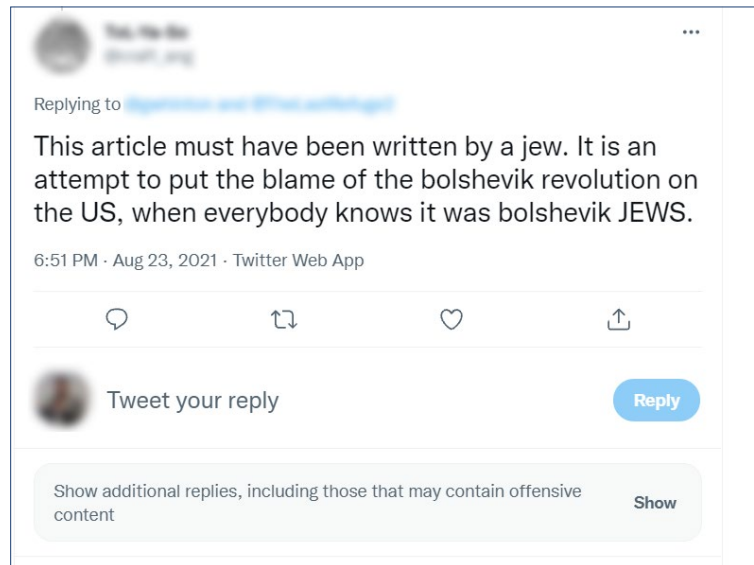 Replying to
This article must have been written by a jew. It is an
attempt to put the blame of the bolshevik revolution on
the US, when everybody knows it was bolshevik JEWS.
6:51 PM · Aug 23, 2021 · Twitter Web App
Tweet your reply
Reply
Show additional replies, including those that may contain offensive
content
Show